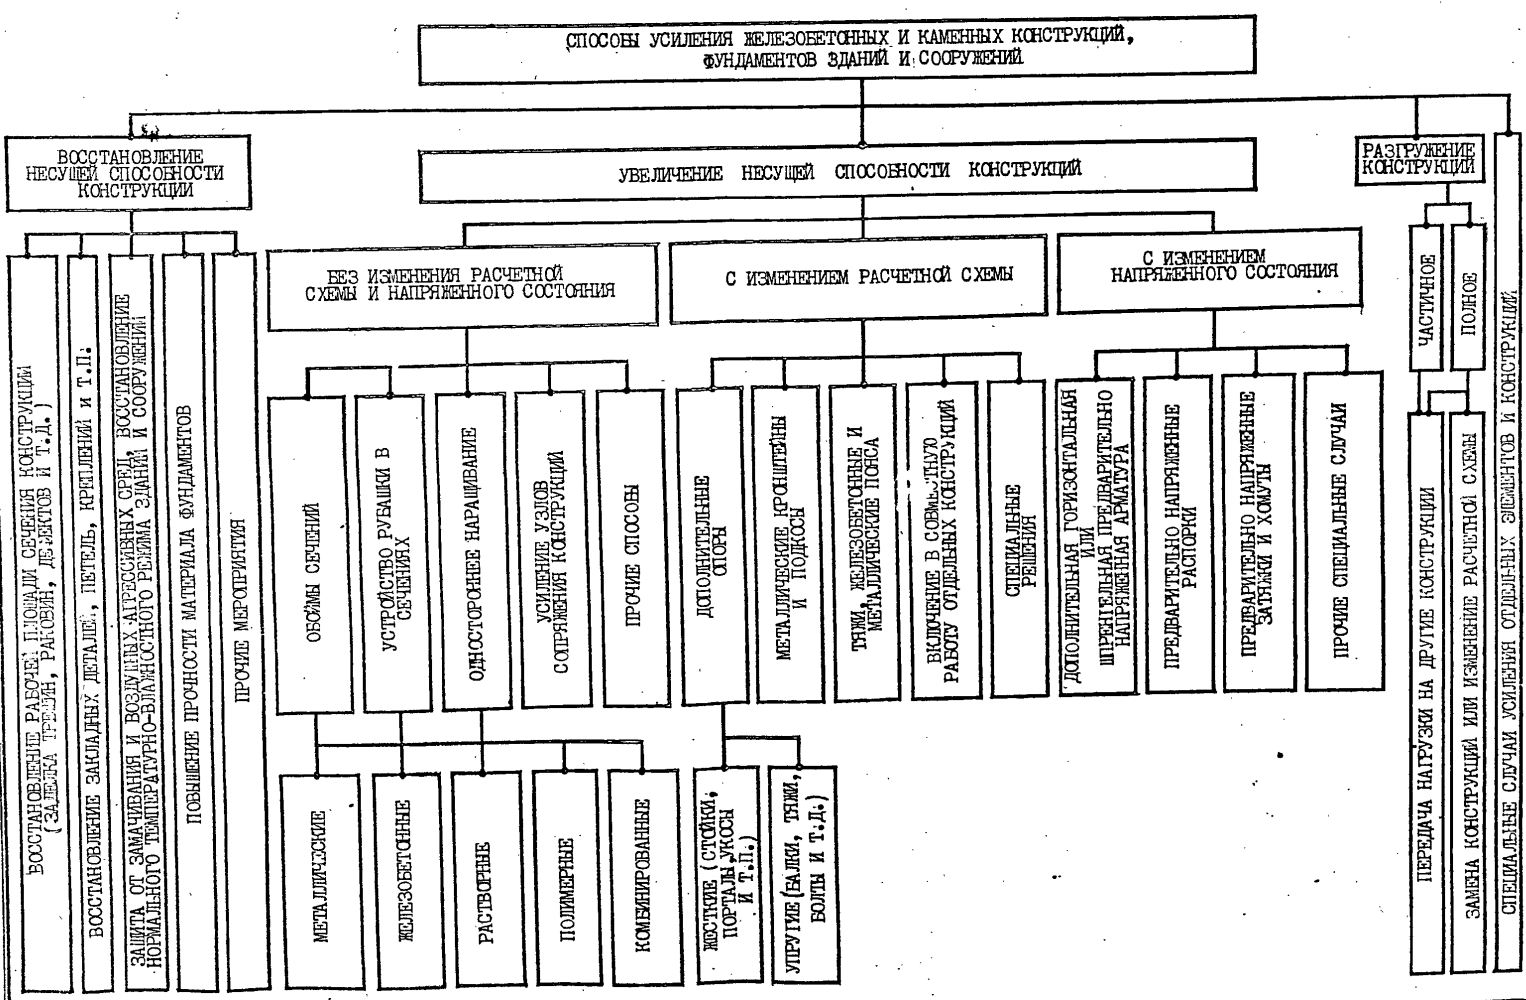 СПОСОБЫ УСИЛЕНИЯ ЖЕЛЕЗОБЕТОННЫХ И КАМЕННЫХ КОНСТРУКЦИЙ,
ФУНДАМЕНТОВ ЗДАНИЙ И СООРУЖЕНИЙ
ВОССТАНОВЛЕНИЕ
НЕСУЩЕЙ СПОСОБНОСТИ
КОНСТРУКЦИИ
УВЕЛИЧЕНИЕ НЕСУЩЕЙ СПОСОБНОСТИ КОНСТРУКЦИЙ
РАЗГРУЖЕНИЕ
КОНСТРУКЦИЙ
СПЕЦИАЛЬНЫЕ СЛУЧАИ УСИЛЕНИЯ ОТДЕЛЬНЫХ ЭЛЕМЕНТОВ И КОНСТРУКЦИЙ
БЕЗ ИЗМЕНЕНИЯ РАСЧЕТНОЙ
СХЕМЫ И НАПРЯЖЕННОГО СОСТОЯНИЯ
С ИЗМЕНЕНИЕМ РАСЧЕТНОЙ СХЕМЫ
С ИЗМЕНЕНИЕМ
НАПРЯЖЕННОГО СОСТОЯНИЯ
ЧАСТИЧНОЕ
ПОЛНОЕ
ВОССТАНОВЛЕНИЕ РАБОЧЕЙ ПЛОЩАДИ СЕЧЕНИЯ КОНСТРУКЦИИ
(ЗАДЕЛКА ТРЕЩИН, РАКОВИН, ДЕФЕКТОВ И Т.Д.)
ВОССТАНОВЛЕНИЕ ЗАКЛАДНЫХ ДЕТАЛЕЙ, ПЕТЕЛЬ, КРЕПЛЕНИЙ И Т.П.
ЗАЩИТА ОТ ЗАМАЧИВАНИЯ И ВОЗДУШНЫХ АГРЕССИВНЫХ СРЕД, ВОССТАНОВЛЕНИЕ
НОРМАЛЬНОГО ТЕМПЕРАТУРНО-ВЛАЖНОСТНОГО РЕЖИМА ЗДАНИЙ И СООРУЖЕНИЙ
ПОВЫШЕНИЕ ПРОЧНОСТИ МАТЕРИАЛА ФУНДАМЕНТОВ
ПРОЧИЕ МЕРОПРИЯТИЯ
ОБОЙМЫ СЕЧЕНИЙ
УСТРОЙСТВО РУБАШКИ В
СЕЧЕНИЯХ
ОДНОСТОРОННЕЕ НАРАЩИВАНИЕ
УСИЛЕНИЕ УЗЛОВ
СОПРЯЖЕНИЯ КОНСТРУКЦИЙ
ПРОЧИЕ СПОСОБЫ
ДОПОЛНИТЕЛЬНЫЕ
ОПОРЫ
МЕТАЛЛИЧЕСКИЕ КРОНШТЕЙНЫ
И ПОДКОСЫ
ТЯЖИ, ЖЕЛЕЗОБЕТОННЫЕ И
МЕТАЛЛИЧЕСКИЕ ПОЯСА
ВКЛЮЧЕНИЕ В СОВМЕСТНУЮ
РАБОТУ ОТДЕЛЬНЫХ КОНСТРУКЦИЙ
СПЕЦИАЛЬНЫЕ
РЕШЕНИЯ
ДОПОЛНИТЕЛЬНАЯ ГОРИЗОНТАЛЬНАЯ
ИЛИ
ШПРЕНГЕЛЬНАЯ ПРЕДВАРИТЕЛЬНО
НАПРЯЖЕННАЯ АРМАТУРА
ПРЕДВАРИТЕЛЬНО НАПРЯЖЕННЫЕ
РАСПОРКИ
ПРЕДВАРИТЕЛЬНО НАПРЯЖЕННЫЕ
ЗАТЯЖКИ И ХОМУТЫ
ПРОЧИЕ СПЕЦИАЛЬНЫЕ СЛУЧАИ
ПЕРЕДАЧА НАГРУЗКИ НА ДРУГИЕ КОНСТРУКЦИИ
ЗАМЕНА КОНСТРУКЦИЙ ИЛИ ИЗМЕНЕНИЕ РАСЧЕТНОЙ СХЕМЫ
МЕТАЛЛИЧЕСКИЕ
ЖЕЛЕЗОБЕТОННЫЕ
РАСТВОРНЫЕ
ПОЛИМЕРНЫЕ
КОМБИНИРОВАННЫЕ
ЖЕСТКИЕ (СТОЙКИ,
ПОРТАЛЫ, УКОСЫ
И Т.П.)
УПРУГИЕ (БАЛКИ, ТЯЖИ,
БОЛТЫ И Т.Д.)